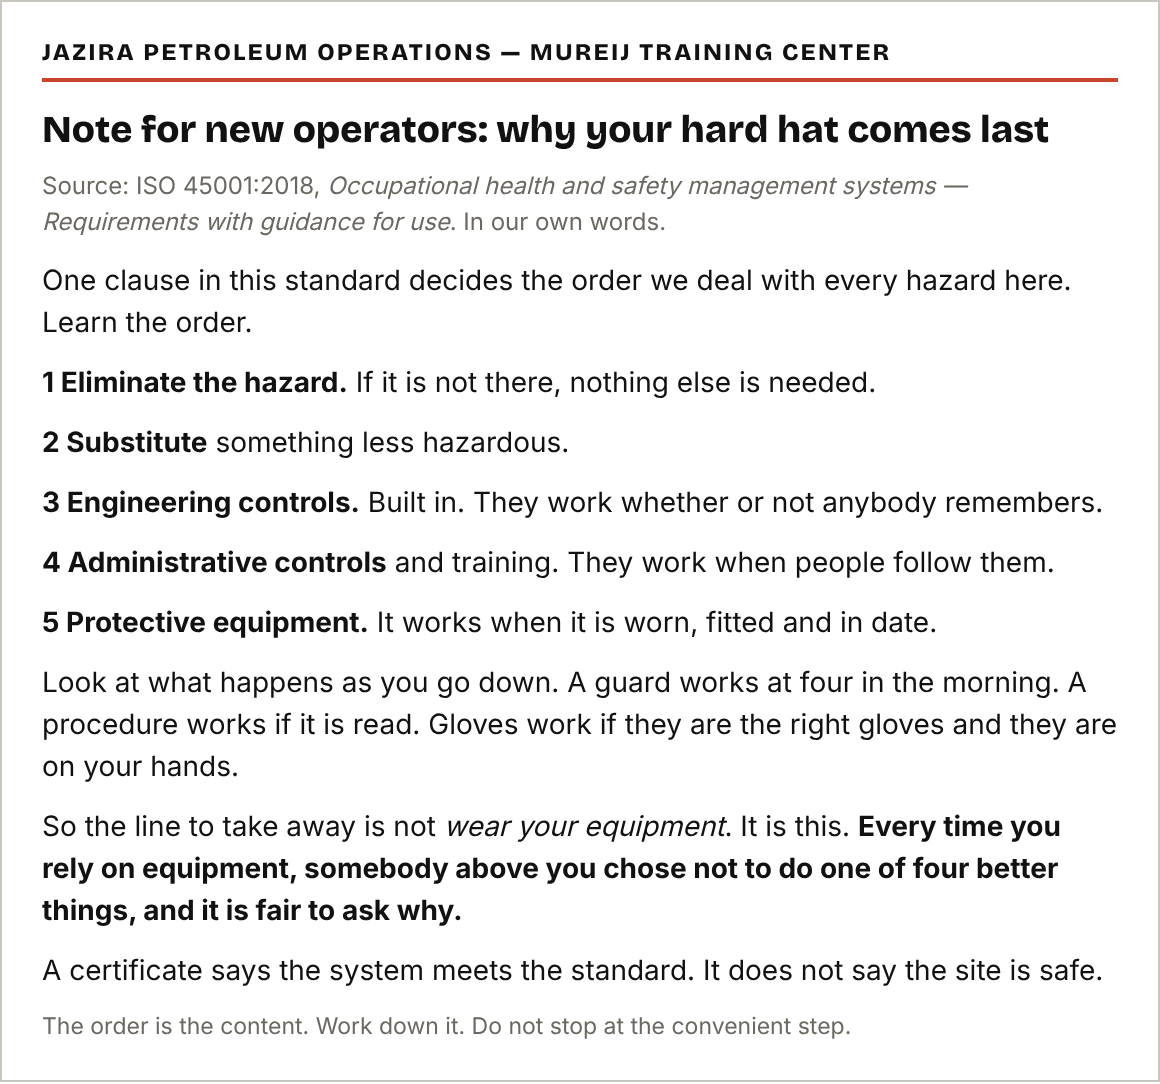 JAZIRA PETROLEUM OPERATIONS — MUREIJ TRAINING CENTER
Note for new operators: why your hard hat comes last
Source: ISO 45001:2018, Occupational health and safety management systems —
Requirements with guidance for use. In our own words.
One clause in this standard decides the order we deal with every hazard here.
Learn the order.
1 Eliminate the hazard. If it is not there, nothing else is needed.
2 Substitute something less hazardous.
3 Engineering controls. Built in. They work whether or not anybody remembers.
4 Administrative controls and training. They work when people follow them.
5 Protective equipment. It works when it is worn, fitted and in date.
Look at what happens as you go down. A guard works at four in the morning. A
procedure works if it is read. Gloves work if they are the right gloves and they are
on your hands.
So the line to take away is not wear your equipment. It is this. Every time you
rely on equipment, somebody above you chose not to do one of four better
things, and it is fair to ask why.
A certificate says the system meets the standard. It does not say the site is safe.
The order is the content. Work down it. Do not stop at the convenient step.